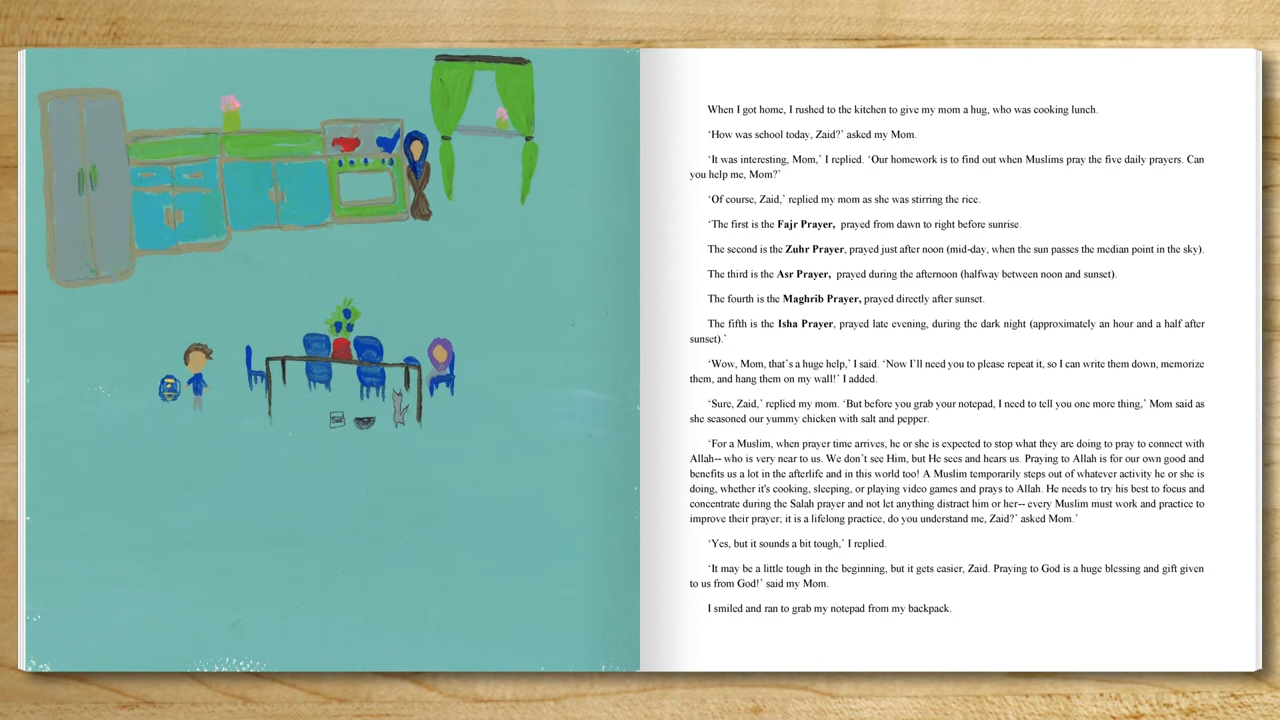 When I got home, I rushed to the kitchen to give my mom a hug, who was cooking lunch.
‘How was school today, Zaid?’ asked my Mom.
‘It was interesting, Mom,’ I replied. ‘Our homework is to find out when Muslims pray the five daily prayers. Can
you help me, Mom?’
‘Of course, Zaid,’ replied my mom as she was stirring the rice.
‘The first is the Fajr Prayer, prayed from dawn to right before sunrise.
The second is the Zuhr Prayer, prayed just after noon (mid-day, when the sun passes the median point in the sky).
The third is the Asr Prayer, prayed during the afternoon (halfway between noon and sunset).
The fourth is the Maghrib Prayer, prayed directly after sunset.
The fifth is the Isha Prayer, prayed late evening, during the dark night (approximately an hour and a half after
sunset).’
‘Wow, Mom, that’s a huge help,’ I said. ‘Now I’ll need you to please repeat it, so I can write them down, memorize
them, and hang them on my wall!’ I added.
‘Sure, Zaid,’ replied my mom. ‘But before you grab your notepad, I need to tell you one more thing,’ Mom said as
she seasoned our yummy chicken with salt and pepper.
‘For a Muslim, when prayer time arrives, he or she is expected to stop what they are doing to pray to connect with
Allah-- who is very near to us. We don’t see Him, but He sees and hears us. Praying to Allah is for our own good and
benefits us a lot in the afterlife and in this world too! A Muslim temporarily steps out of whatever activity he or she is
doing, whether it's cooking, sleeping, or playing video games and prays to Allah. He needs to try his best to focus and
concentrate during the Salah prayer and not let anything distract him or her-- every Muslim must work and practice to
improve their prayer; it is a lifelong practice, do you understand me, Zaid?’ asked Mom.’
‘Yes, but it sounds a bit tough,’ I replied.
‘It may be a little tough in the beginning, but it gets easier, Zaid. Praying to God is a huge blessing and gift given
to us from God!’ said my Mom.
I smiled and ran to grab my notepad from my backpack.